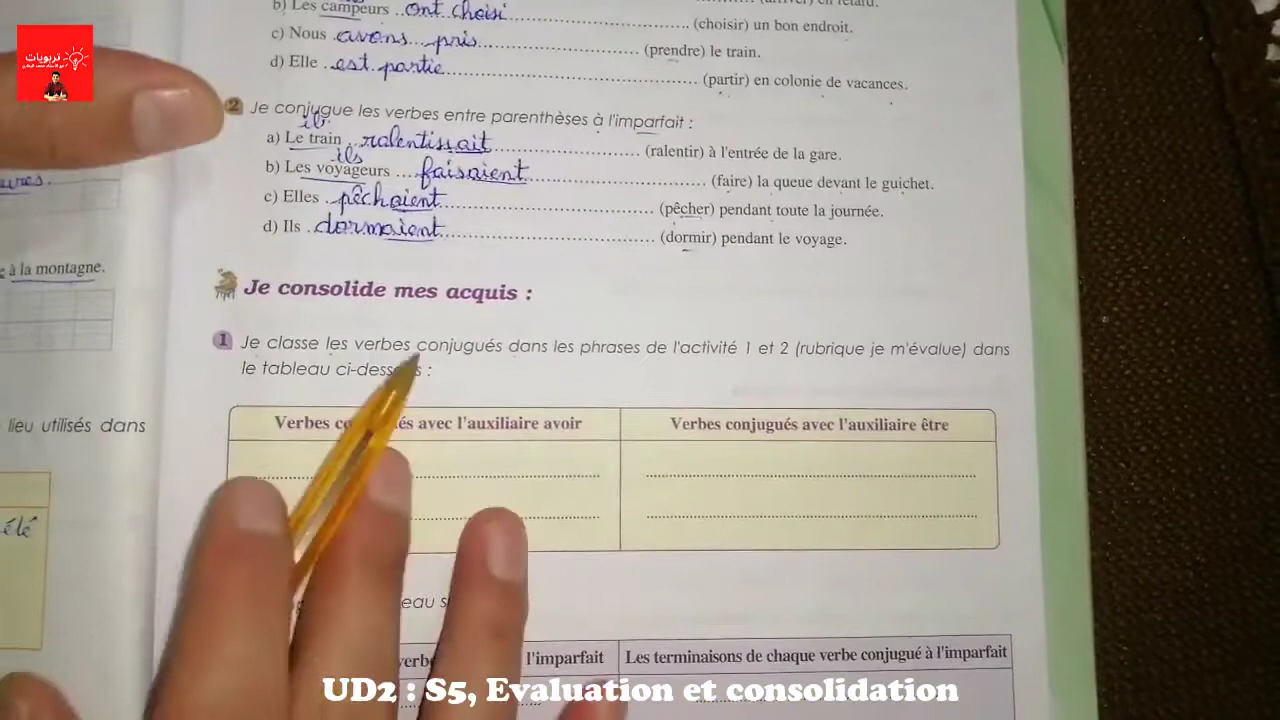 retard.
b) Les campeurs ..ont choisi.......... (choisir) un bon endroit.
c) Nous .avons...pris.......... (prendre) le train.
d) Elle ..est.partie.......... (partir) en colonie de vacances.
2 Je conjugue les verbes entre parenthèses à l'imparfait :
il
a) Le train ..ralentissait.......... (ralentir) à l'entrée de la gare.
ils
b) Les voyageurs ....faisaient.......... (faire) la queue devant le guichet.
c) Elles ..pêchaient.......... (pêcher) pendant toute la journée.
d) Ils ..dormaient.......... (dormir) pendant le voyage.
à la montagne.
Je consolide mes acquis :
1 Je classe les verbes conjugués dans les phrases de l'activité 1 et 2 (rubrique je m'évalue) dans
le tableau :
lieu utilisés dans
Verbes avec l'auxiliaire avoir
Verbes conjugués avec l'auxiliaire être
été
l'imparfait
Les terminaisons de chaque verbe conjugué à l'imparfait
تربويات
UD2 : S5, Evaluation et consolidation